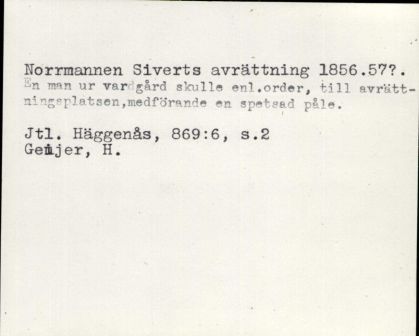 Norrmannen Siverts avrättning 1856.57?.
En man ur vardgård skulle enl.order, till avrätt-
ningsplatsen,medförande en spetsad påle.
Jtl. Häggenås, 869:6, s.2
Geijer, H.